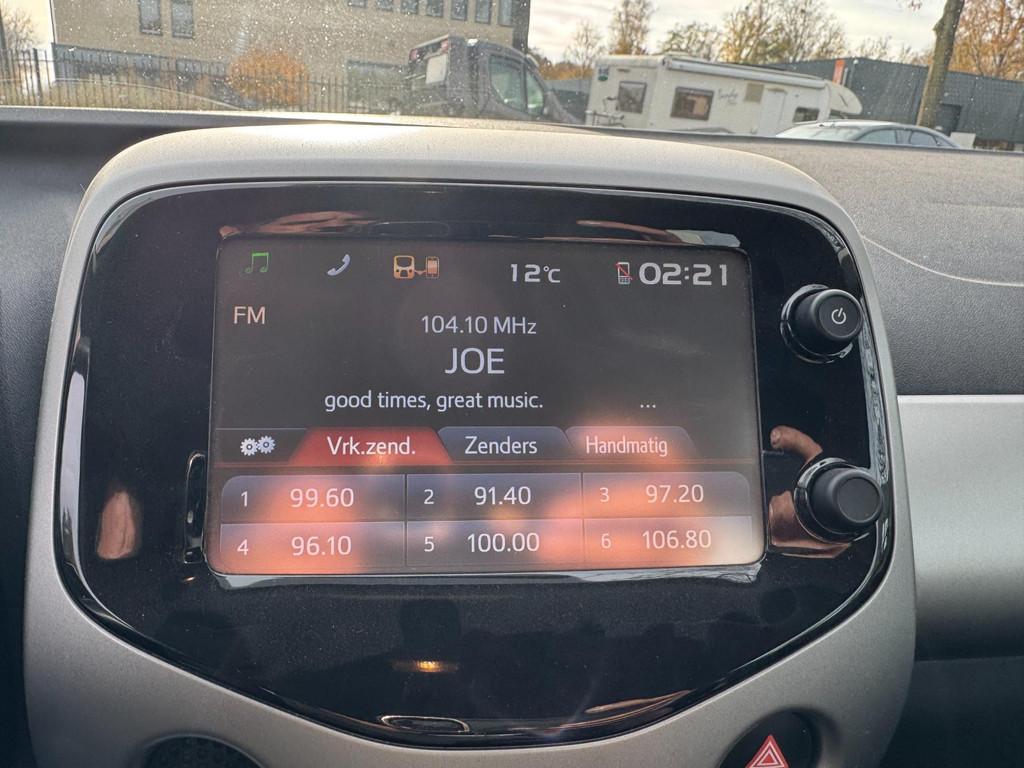 12°C 02:21
FM
104.10 MHz
JOE
good times, great music. ...
Vrk.zend. Zenders Handmatig
1 99.60 2 91.40 3 97.20
4 96.10 5 100.00 6 106.80